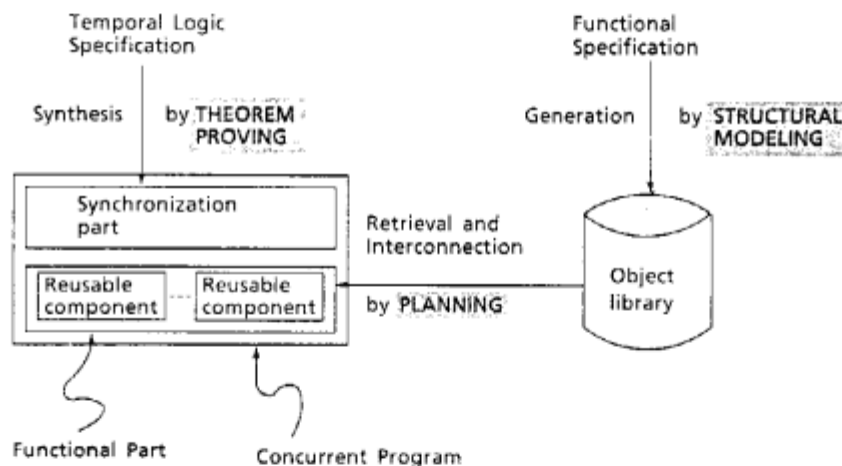 Temporal Logic
Specification
Functional
Specification
Synthesis
by THEOREM
PROVING
Generation
by STRUCTURAL
MODELING
Synchronization
part
Retrieval and
Interconnection
by PLANNING
Reusable
component
Reusable
component
Object
library
Functional Part
Concurrent Program